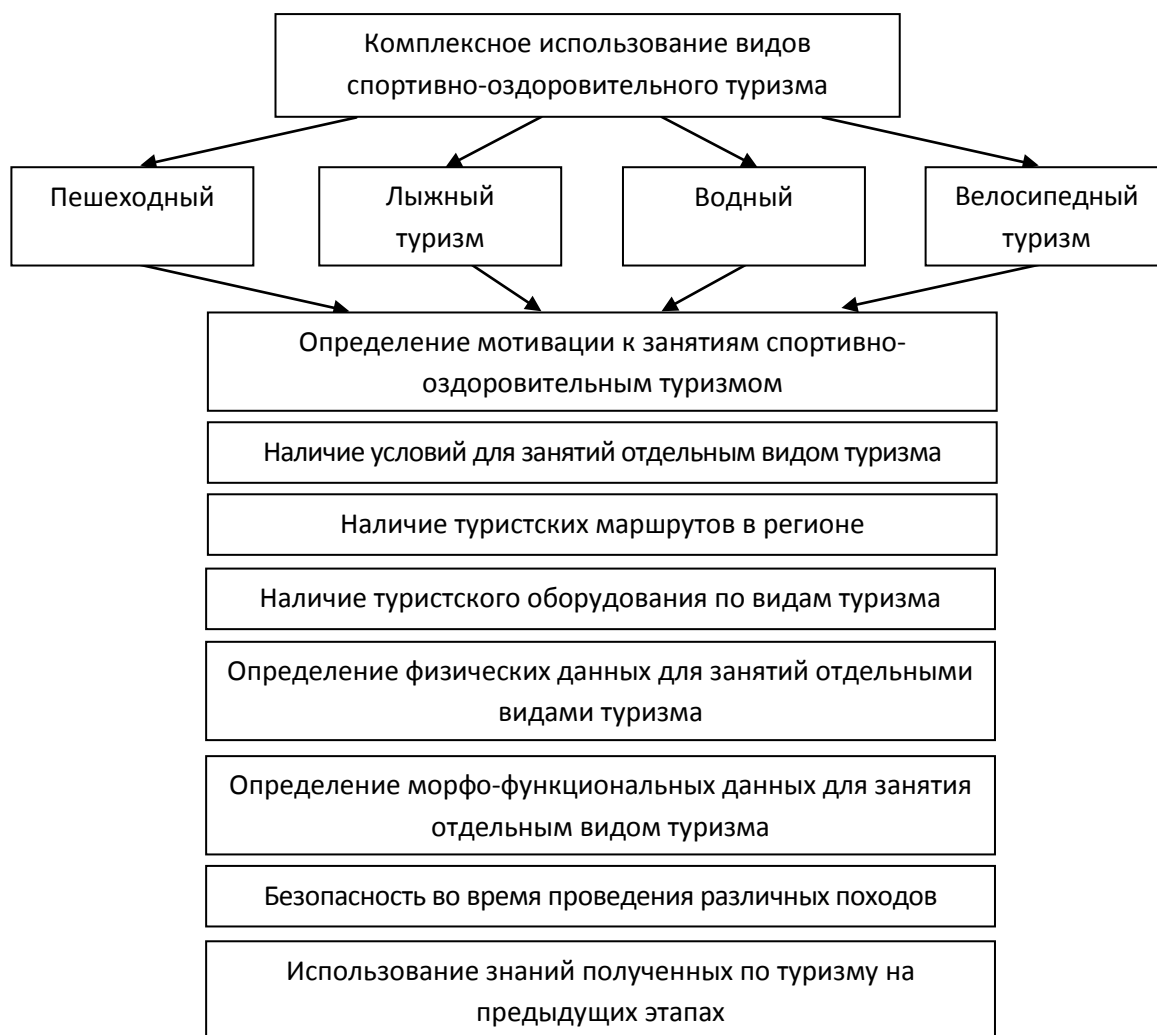 Комплексное использование видов
спортивно-оздоровительного туризма
Пешеходный
Лыжный
туризм
Водный
Велосипедный
туризм
Определение мотивации к занятиям спортивно-
оздоровительным туризмом
Наличие условий для занятий отдельным видом туризма
Наличие туристских маршрутов в регионе
Наличие туристского оборудования по видам туризма
Определение физических данных для занятий отдельными
видами туризма
Определение морфо-функциональных данных для занятия
отдельным видом туризма
Безопасность во время проведения различных походов
Использование знаний полученных по туризму на
предыдущих этапах